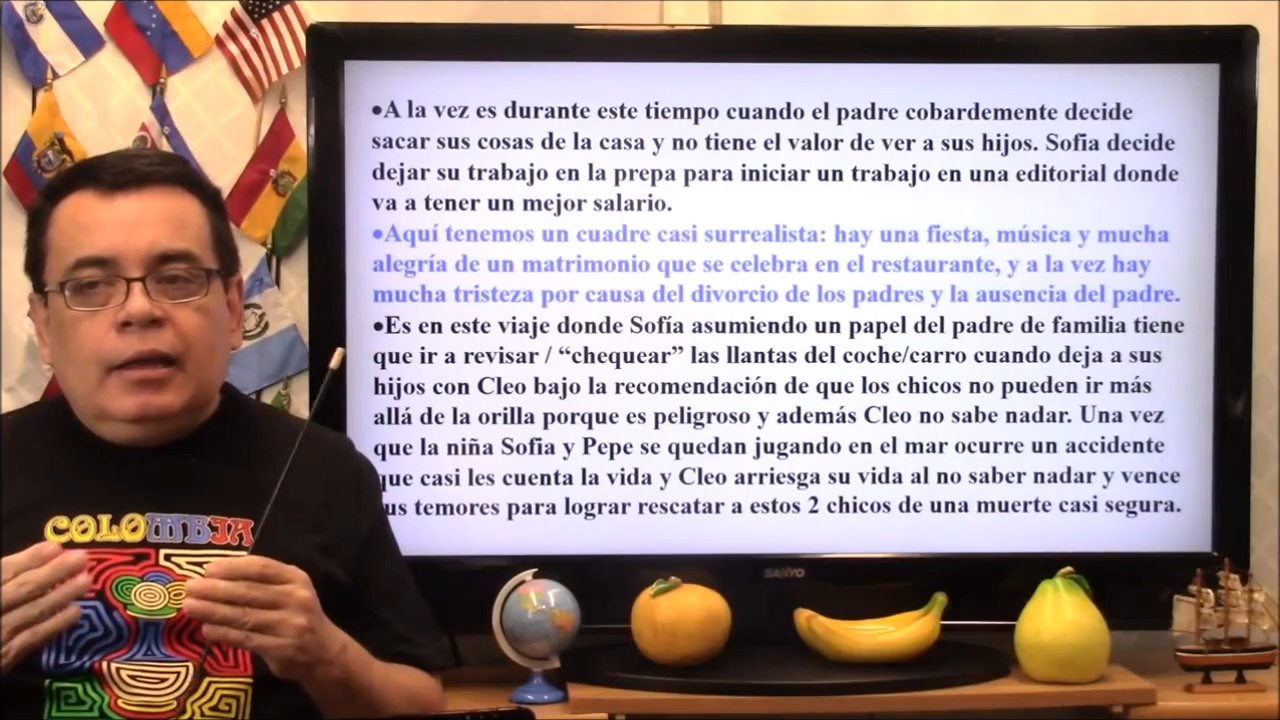 •A la vez es durante este tiempo cuando el padre cobardemente decide
sacar sus cosas de la casa y no tiene el valor de ver a sus hijos. Sofia decide
dejar su trabajo en la prepa para iniciar un trabajo en una editorial donde
va a tener un mejor salario.
•Aquí tenemos un cuadre casi surrealista: hay una fiesta, música y mucha
alegría de un matrimonio que se celebra en el restaurante, y a la vez hay
mucha tristeza por causa del divorcio de los padres y la ausencia del padre.
•Es en este viaje donde Sofía asumiendo un papel del padre de familia tiene
que ir a revisar / “chequear” las llantas del coche/carro cuando deja a sus
hijos con Cleo bajo la recomendación de que los chicos no pueden ir más
allá de la orilla porque es peligroso y además Cleo no sabe nadar. Una vez
que la niña Sofia y Pepe se quedan jugando en el mar ocurre un accidente
que casi les cuenta la vida y Cleo arriesga su vida al no saber nadar y vence
us temores para lograr rescatar a estos 2 chicos de una muerte casi segura.
SANYO
COLOMBIA